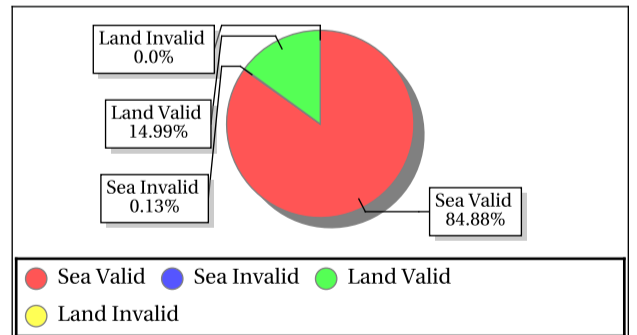 Land Invalid
0.0%
Land Valid
14.99%
Sea Invalid
0.13%
Sea Valid
84.88%
Sea Valid Sea Invalid Land Valid
Land Invalid